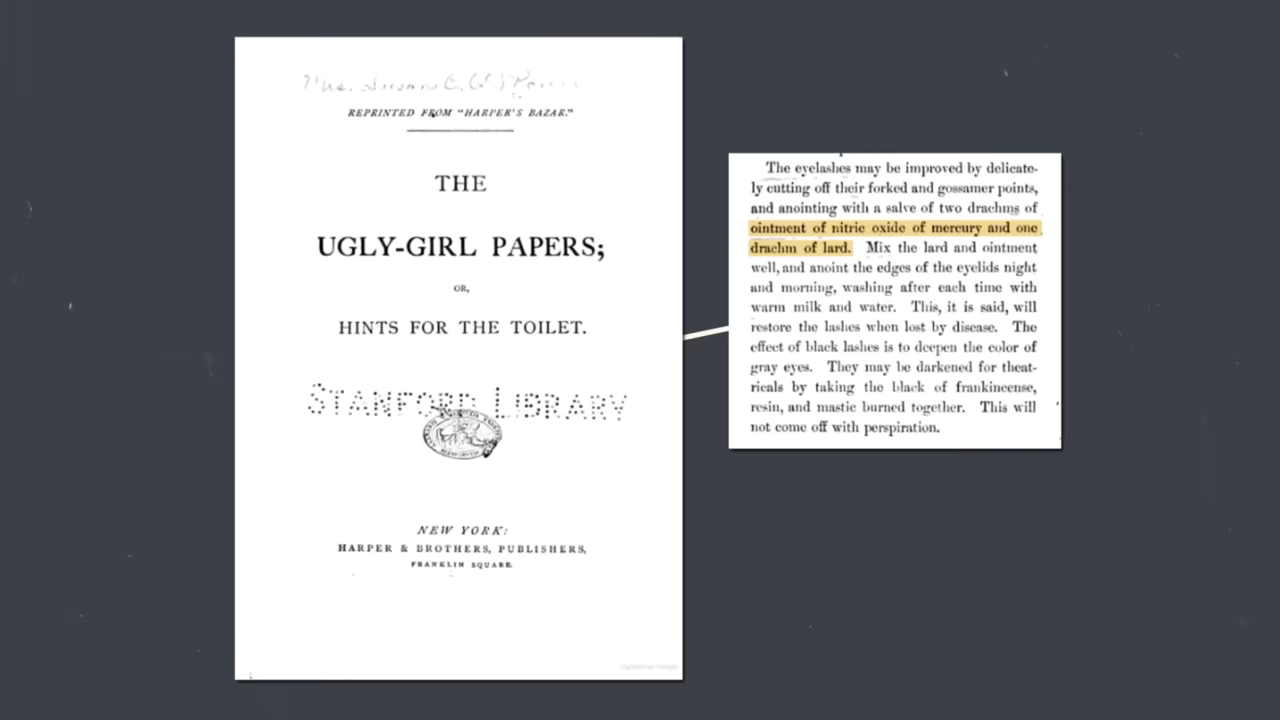 Mrs. Susan C.
REPRINTED FROM "HARPER'S BAZAR."
THE
UGLY-GIRL PAPERS;
OR,
HINTS FOR THE TOILET.
STANFORD LIBRARY
NEW YORK:
HARPER & BROTHERS, PUBLISHERS,
FRANKLIN SQUARE.
The eyelashes may be improved by delicate-
ly cutting off their forked and gossamer points,
and anointing with a salve of two drachms of
ointment of nitric oxide of mercury and one
drachm of lard. Mix the lard and ointment
well, and anoint the edges of the eyelids night
and morning, washing after each time with
warm milk and water. This, it is said, will
restore the lashes when lost by disease. The
effect of black lashes is to deepen the color of
gray eyes. They may be darkened for theat-
ricals by taking the black of frankincense,
resin, and mastic burned together. This will
not come off with perspiration.